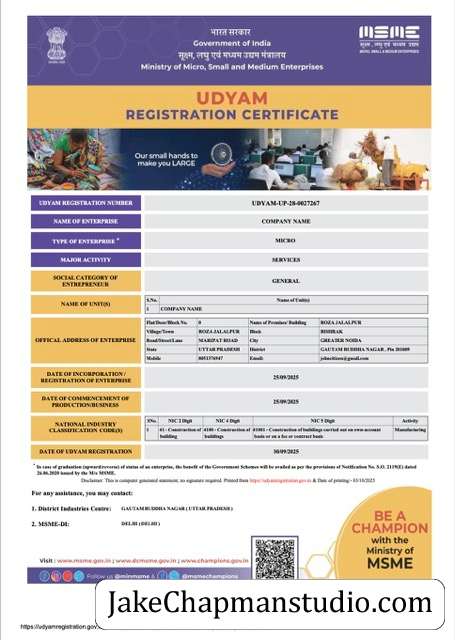 भारत सरकार
Government of India
सूक्ष्म, लघु एवं मध्यम उद्यम मंत्रालय
Ministry of Micro, Small and Medium Enterprises
MSME
सूक्ष्म, लघु एवं मध्यम उद्यम
MICRO, SMALL & MEDIUM ENTERPRISES
UDYAM
REGISTRATION CERTIFICATE
Our small hands to
make you LARGE
UDYAM REGISTRATION NUMBER UDYAM-UP-28-0027267
NAME OF ENTERPRISE COMPANY NAME
TYPE OF ENTERPRISE * MICRO
MAJOR ACTIVITY SERVICES
SOCIAL CATEGORY OF ENTREPRENEUR GENERAL
NAME OF UNIT(S)
S.No. Name of Unit(s)
1 COMPANY NAME
OFFICAL ADDRESS OF ENTERPRISE
Flat/Door/Block No. 0 Name of Premises/ Building ROZA JALALPUR
Village/Town ROZA JALALPUR Block BISHRAK
Road/Street/Lane MARIPAT ROAD City GREATER NOIDA
State UTTAR PRADESH District GAUTAM BUDDHA NAGAR , Pin 201009
Mobile 8051376947 Email:
DATE OF INCORPORATION / REGISTRATION OF ENTERPRISE 25/09/2025
DATE OF COMMENCEMENT OF PRODUCTION/BUSINESS 25/09/2025
NATIONAL INDUSTRY CLASSIFICATION CODE(S)
SNo. NIC 2 Digit NIC 4 Digit NIC 5 Digit Activity
1 41 - Construction of building 4100 - Construction of buildings 41001 - Construction of buildings carried out on own-account basis or on a fee or contract basis Manufacturing
DATE OF UDYAM REGISTRATION 30/09/2025
* In case of graduation (upward/reverse) of status of an enterprise, the benefit of the Government Schemes will be availed as per the provisions of Notification No. S.O. 2119(E) dated
26.06.2020 issued by the M/o MSME.
Disclaimer: This is computer generated statement, no signature required. Printed from https://udyamregistration.gov.in & Date of printing:- 03/10/2025
For any assistance, you may contact:
1. District Industries Centre: GAUTAM BUDDHA NAGAR ( UTTAR PRADESH )
2. MSME-DI: DELHI ( DELHI )
BE A
CHAMPION
with the
Ministry of
MSME
Visit : www.msme.gov.in ; www.dcmsme.gov.in ; www.champions.gov.in
Follow us @minmsme & @msmechampions
JakeChapmanstudio.com
https://udyamregistration.gov.